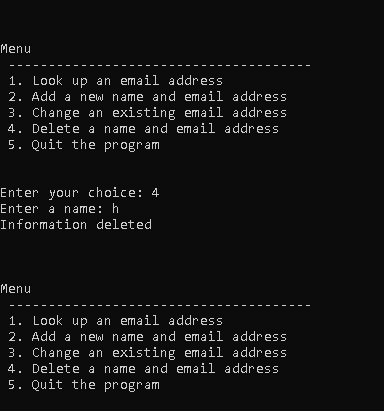 Menu
--------------------------------------
1. Look up an email address
2. Add a new name and email address
3. Change an existing email address
4. Delete a name and email address
5. Quit the program
Enter your choice: 4
Enter a name: h
Information deleted
Menu
--------------------------------------
1. Look up an email address
2. Add a new name and email address
3. Change an existing email address
4. Delete a name and email address
5. Quit the program